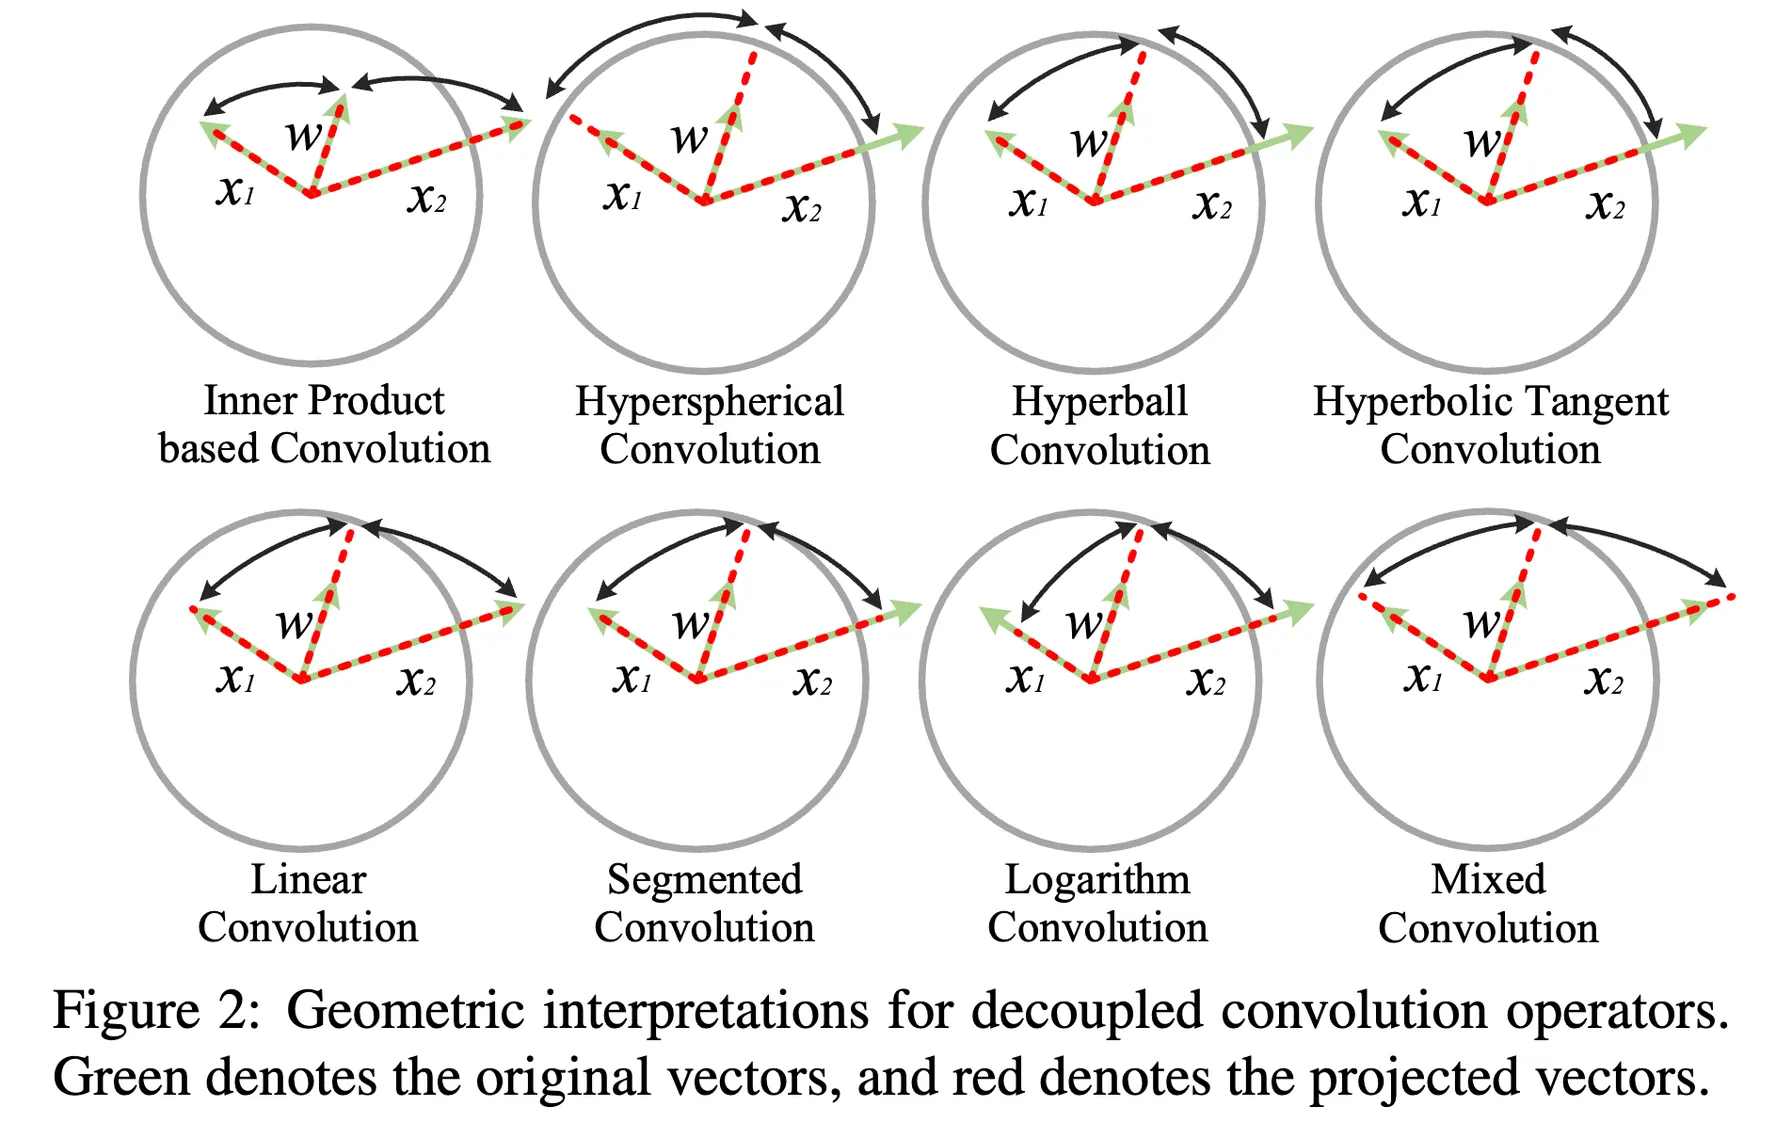 w x1 x2
w x1 x2
w x1 x2
w x1 x2
Inner Product
based Convolution
Hyperspherical
Convolution
Hyperball
Convolution
Hyperbolic Tangent
Convolution
w x1 x2
w x1 x2
w x1 x2
w x1 x2
Linear
Convolution
Segmented
Convolution
Logarithm
Convolution
Mixed
Convolution
Figure 2: Geometric interpretations for decoupled convolution operators.
Green denotes the original vectors, and red denotes the projected vectors.